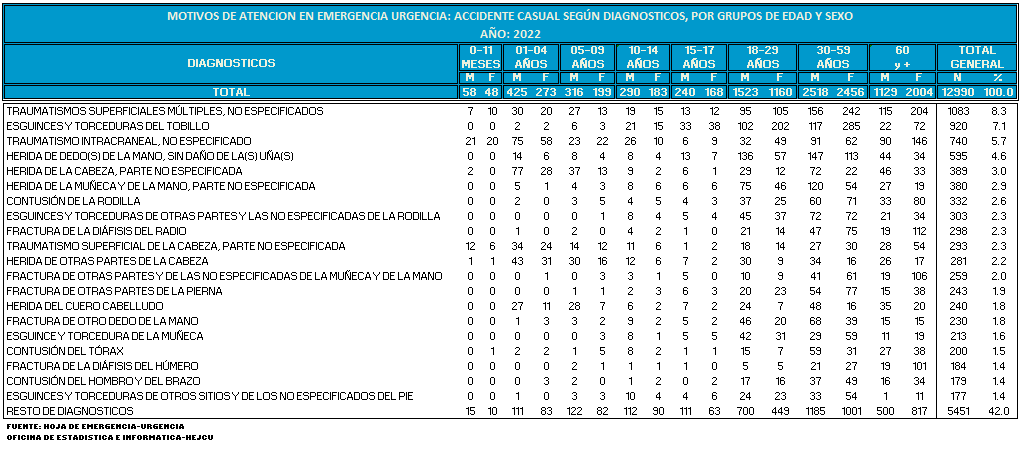 MOTIVOS DE ATENCION EN EMERGENCIA URGENCIA: ACCIDENTE CASUAL SEGÚN DIAGNOSTICOS, POR GRUPOS DE EDAD Y SEXO
AÑO: 2022
DIAGNOSTICOS 0-11 MESES 01-04 AÑOS 05-09 AÑOS 10-14 AÑOS 15-17 AÑOS 18-29 AÑOS 30-59 AÑOS 60 y + TOTAL GENERAL
M F M F M F M F M F M F M F M F N %
TOTAL 58 48 425 273 316 199 290 183 240 168 1523 1160 2518 2456 1129 2004 12990 100.0
TRAUMATISMOS SUPERFICIALES MÚLTIPLES, NO ESPECIFICADOS 7 10 30 20 27 13 19 15 13 12 95 105 156 242 115 204 1083 8.3
ESGUINCES Y TORCEDURAS DEL TOBILLO 0 0 2 2 6 3 21 15 33 38 102 202 117 285 22 72 920 7.1
TRAUMATISMO INTRACRANEAL, NO ESPECIFICADO 21 20 75 58 23 22 26 10 6 9 32 49 91 62 90 146 740 5.7
HERIDA DE DEDO(S) DE LA MANO, SIN DAÑO DE LA(S) UÑA(S) 0 0 14 6 8 4 8 4 13 7 136 57 147 113 44 34 595 4.6
HERIDA DE LA CABEZA, PARTE NO ESPECIFICADA 2 0 77 28 37 13 9 2 6 1 29 12 72 22 46 33 389 3.0
HERIDA DE LA MUÑECA Y DE LA MANO, PARTE NO ESPECIFICADA 0 0 5 1 4 3 8 6 6 6 75 46 120 54 27 19 380 2.9
CONTUSIÓN DE LA RODILLA 0 0 2 0 3 5 4 5 4 3 37 25 60 71 33 80 332 2.6
ESGUINCES Y TORCEDURAS DE OTRAS PARTES Y LAS NO ESPECIFICADAS DE LA RODILLA 0 0 0 0 0 1 8 4 5 4 45 37 72 72 21 34 303 2.3
FRACTURA DE LA DIÁFISIS DEL RADIO 0 0 0 0 2 0 4 2 1 0 21 14 47 75 19 112 298 2.3
TRAUMATISMO SUPERFICIAL DE LA CABEZA, PARTE NO ESPECIFICADA 12 6 34 24 14 12 11 6 1 2 18 14 27 30 28 54 293 2.3
HERIDA DE OTRAS PARTES DE LA CABEZA 1 1 43 31 30 16 12 6 7 2 30 9 34 16 26 17 281 2.2
FRACTURA DE OTRAS PARTES Y DE LAS NO ESPECIFICADAS DE LA MUÑECA Y DE LA MANO 0 0 0 1 0 3 3 1 5 0 10 9 41 61 19 106 259 2.0
FRACTURA DE OTRAS PARTES DE LA PIERNA 0 0 0 0 1 1 2 3 6 3 20 23 54 77 15 38 243 1.9
HERIDA DEL CUERO CABELLUDO 0 0 27 11 28 7 6 2 7 2 24 7 48 16 35 20 240 1.8
FRACTURA DE OTRO DEDO DE LA MANO 0 0 1 3 3 2 9 2 5 2 46 20 68 39 15 15 230 1.8
ESGUINCE Y TORCEDURA DE LA MUÑECA 0 0 0 0 0 3 8 1 5 5 42 31 29 59 11 19 213 1.6
CONTUSIÓN DEL TÓRAX 0 1 2 2 1 5 8 2 1 1 15 7 59 31 27 38 200 1.5
FRACTURA DE LA DIÁFISIS DEL HÚMERO 0 0 0 0 2 1 1 1 1 0 5 5 21 27 19 101 184 1.4
CONTUSIÓN DEL HOMBRO Y DEL BRAZO 0 0 0 3 2 0 1 2 0 2 17 16 37 49 16 34 179 1.4
ESGUINCES Y TORCEDURAS DE OTROS SITIOS Y DE LOS NO ESPECIFICADOS DEL PIE 0 0 1 0 3 3 10 4 4 6 24 23 33 54 1 11 177 1.4
RESTO DE DIAGNOSTICOS 15 10 111 83 122 82 112 90 111 63 700 449 1185 1001 500 817 5451 42.0
FUENTE: HOJA DE EMERGENCIA-URGENCIA
OFICINA DE ESTADISTICA E INFORMATICA-HEJCU